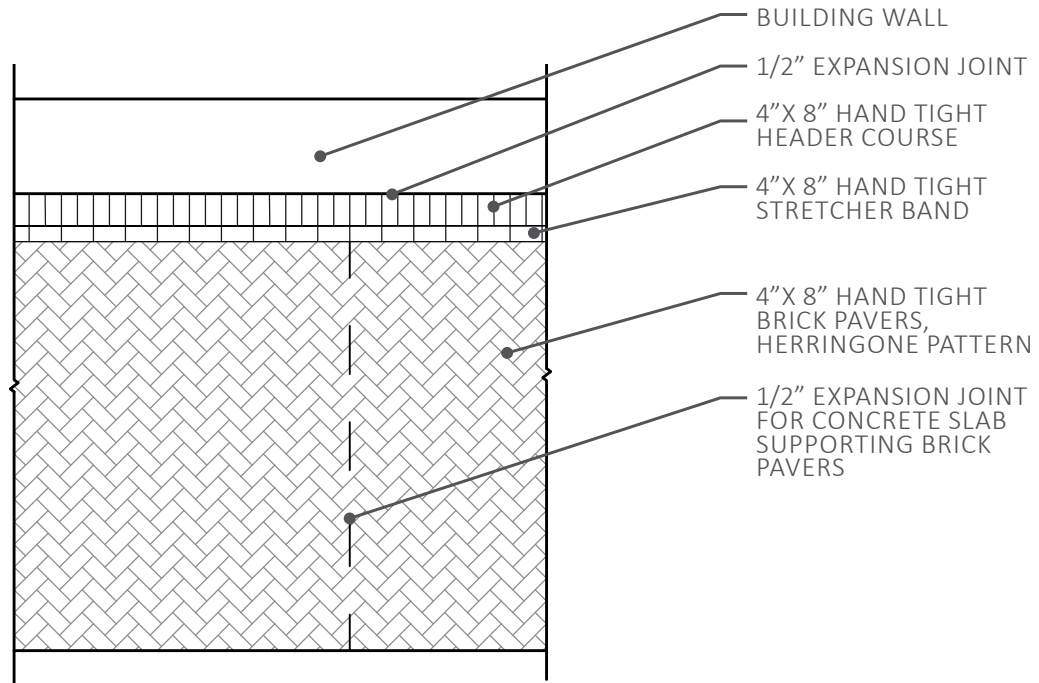 BUILDING WALL
1/2” EXPANSION JOINT
4”X 8” HAND TIGHT
HEADER COURSE
4”X 8” HAND TIGHT
STRETCHER BAND
4”X 8” HAND TIGHT
BRICK PAVERS,
HERRINGONE PATTERN
1/2” EXPANSION JOINT
FOR CONCRETE SLAB
SUPPORTING BRICK
PAVERS